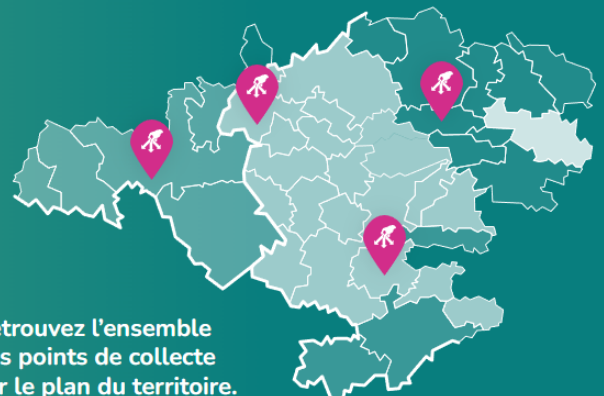 etrouvez l'ensemble
s points de collecte
r le plan du territoire.